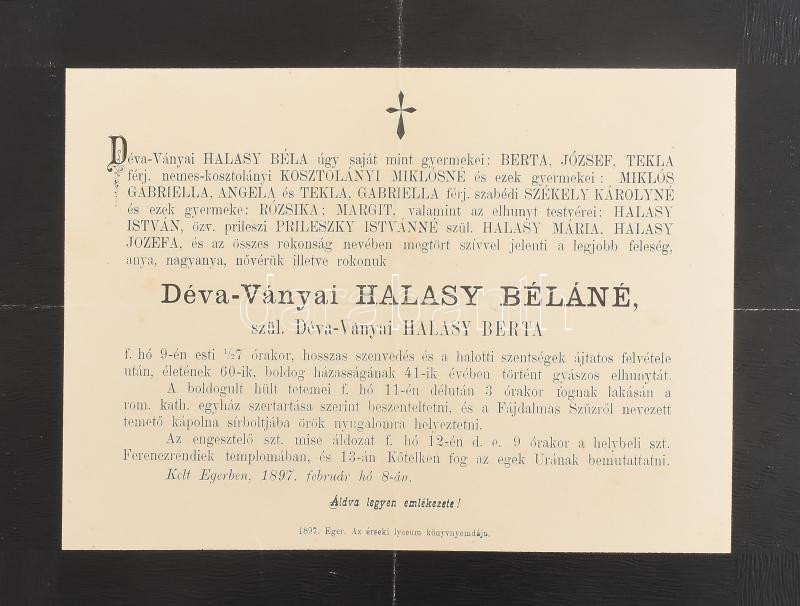 Déva-Ványai HALASY BÉLA úgy saját mint gyermekei: BERTA, JÓZSEF, TEKLA
férj. nemes-kosztolányi KOSZTOLÁNYI MIKLÓSNÉ és ezek gyermekei: MIKLÓS
GABRIELLA, ANGELA és TEKLA, GABRIELLA férj. szabédi SZÉKELY KÁROLYNÉ
és ezek gyermeke: RÓZSIKA; MARGIT, valamint az elhunyt testvérei: HALASY
ISTVÁN, özv. prileszi PRILESZKY ISTVÁNNÉ szül. HALASY MÁRIA. HALASY
JOZEFA, és az összes rokonság nevében megtört szívvel jelenti a legjobb feleség,
anya, nagyanya, nővérük illetve rokonuk
Déva-Ványai HALASY BÉLÁNÉ,
szül. Déva-Ványai HALASY BERTA
darabanth
f. hó 9-én esti ½7 órakor, hosszas szenvedés és a halotti szentségek ájtatos felvétele
után, életének 60-ik, boldog házasságának 41-ik évében történt gyászos elhunytát.
A boldogult hült tetemei f. hó 11-én délután 3 órakor fognak lakásán a
rom. kath. egyház szertartása szerint beszenteltetni, és a Fájdalmas Szűzről nevezett
temető kápolna sírboltjába örök nyugalomra helyeztetni.
Az engesztelő szt. mise áldozat f. hó 12-én d. e. 9 órakor a helybeli szt.
Ferenczrendiek templomában, és 13-án Kőtelken fog az egek Urának bemutattatni.
Kelt Egerben, 1897. február hó 8-án.
Áldva legyen emlékezete!
1897. Eger. Az érseki lyceum könyvnyomdája.